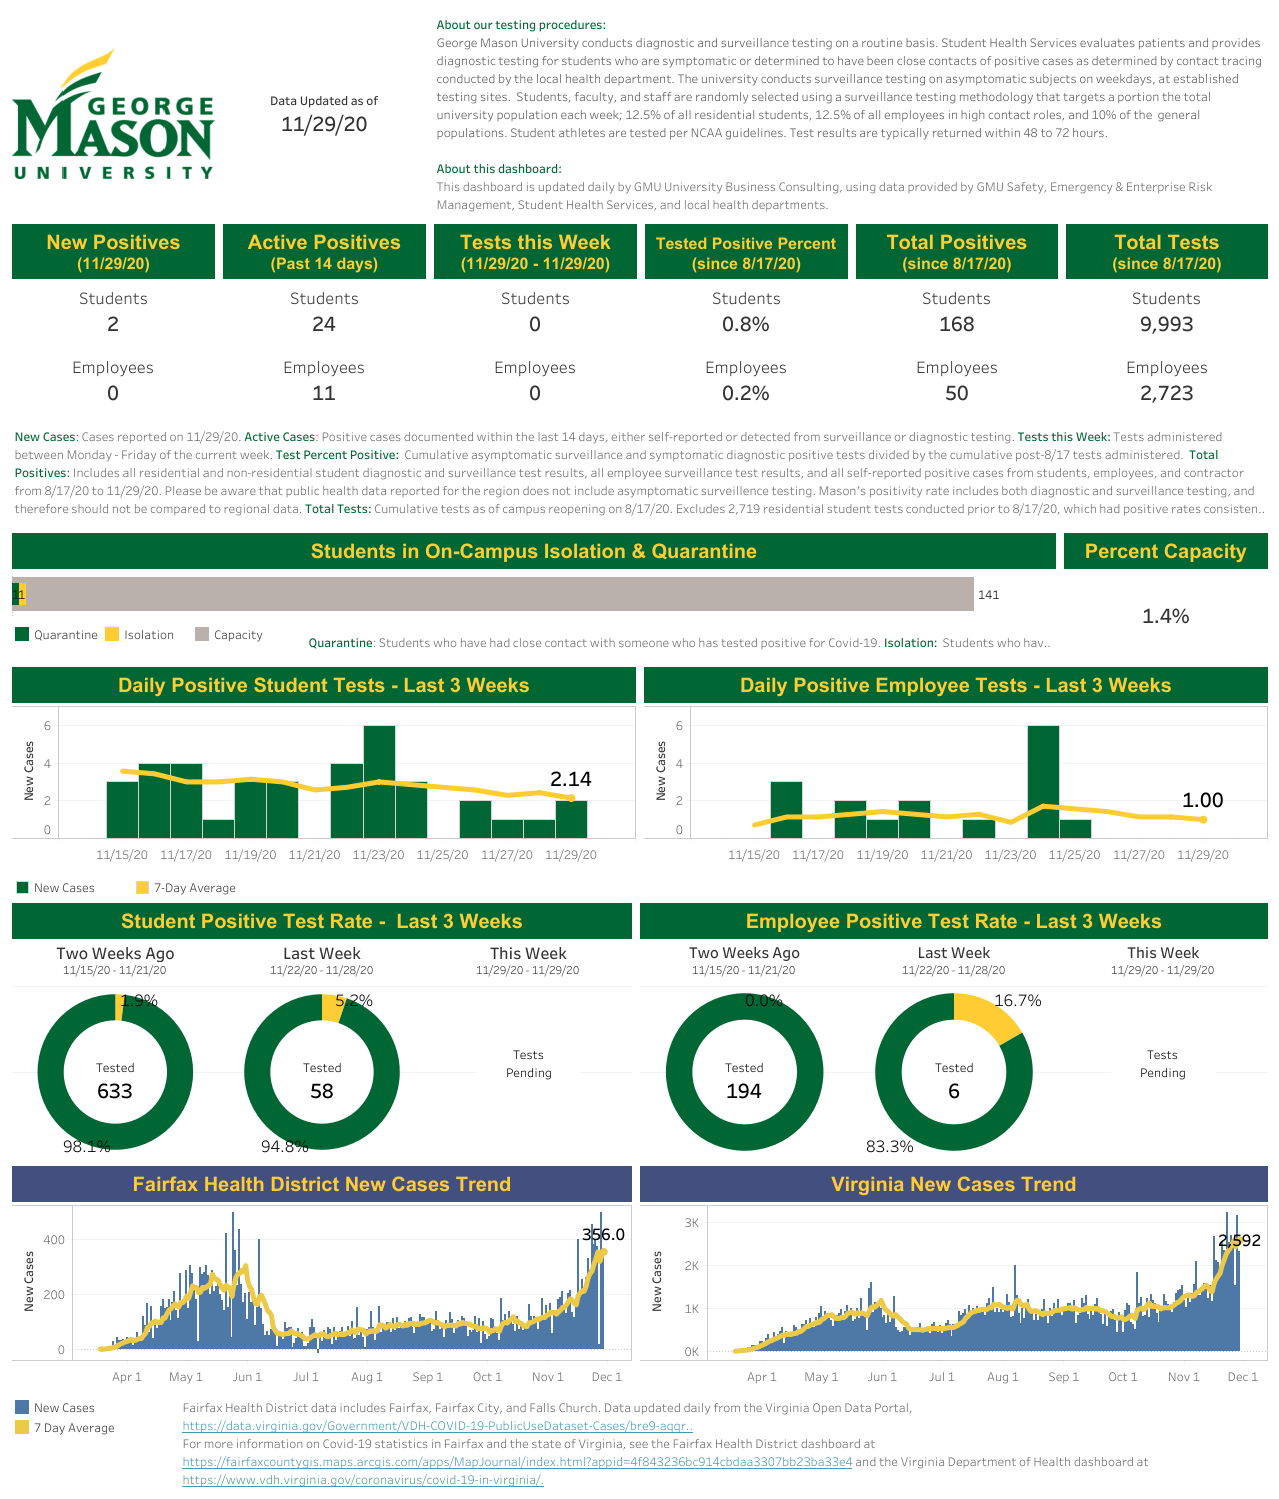 About our testing procedures:
George Mason University conducts diagnostic and surveillance testing on a routine basis. Student Health Services evaluates patients and provides
diagnostic testing for students who are symptomatic or determined to have been close contacts of positive cases as determined by contact tracing
conducted by the local health department. The university conducts surveillance testing on asymptomatic subjects on weekdays, at established
testing sites. Students, faculty, and staff are randomly selected using a surveillance testing methodology that targets a portion the total
university population each week; 12.5% of all residential students, 12.5% of all employees in high contact roles, and 10% of the general
populations. Student athletes are tested per NCAA guidelines. Test results are typically returned within 48 to 72 hours.
About this dashboard:
This dashboard is updated daily by GMU University Business Consulting, using data provided by GMU Safety, Emergency & Enterprise Risk
Management, Student Health Services, and local health departments.
GEORGE
MASON
UNIVERSITY
Data Updated as of
11/29/20
New Positives
(11/29/20)
Students
2
Employees
0
Active Positives
(Past 14 days)
Students
24
Employees
11
Tests this Week
(11/29/20 - 11/29/20)
Students
0
Employees
0
Tested Positive Percent
(since 8/17/20)
Students
0.8%
Employees
0.2%
Total Positives
(since 8/17/20)
Students
168
Employees
50
Total Tests
(since 8/17/20)
Students
9,993
Employees
2,723
New Cases: Cases reported on 11/29/20. Active Cases: Positive cases documented within the last 14 days, either self-reported or detected from surveillance or diagnostic testing. Tests this Week: Tests administered
between Monday - Friday of the current week. Test Percent Positive: Cumulative asymptomatic surveillance and symptomatic diagnostic positive tests divided by the cumulative post-8/17 tests administered. Total
Positives: Includes all residential and non-residential student diagnostic and surveillance test results, all employee surveillance test results, and all self-reported positive cases from students, employees, and contractor
from 8/17/20 to 11/29/20. Please be aware that public health data reported for the region does not include asymptomatic surveillence testing. Mason's positivity rate includes both diagnostic and surveillance testing, and
therefore should not be compared to regional data. Total Tests: Cumulative tests as of campus reopening on 8/17/20. Excludes 2,719 residential student tests conducted prior to 8/17/20, which had positive rates consisten..
Students in On-Campus Isolation & Quarantine
1 1
141
Quarantine Isolation Capacity
Quarantine: Students who have had close contact with someone who has tested positive for Covid-19. Isolation: Students who hav..
Percent Capacity
1.4%
Daily Positive Student Tests - Last 3 Weeks
New Cases
6
4
2
0
2.14
11/15/20 11/17/20 11/19/20 11/21/20 11/23/20 11/25/20 11/27/20 11/29/20
New Cases 7-Day Average
Daily Positive Employee Tests - Last 3 Weeks
New Cases
6
4
2
0
1.00
11/15/20 11/17/20 11/19/20 11/21/20 11/23/20 11/25/20 11/27/20 11/29/20
Student Positive Test Rate - Last 3 Weeks
Two Weeks Ago
11/15/20 - 11/21/20
1.9%
Tested
633
98.1%
Last Week
11/22/20 - 11/28/20
5.2%
Tested
58
94.8%
This Week
11/29/20 - 11/29/20
Tests
Pending
Employee Positive Test Rate - Last 3 Weeks
Two Weeks Ago
11/15/20 - 11/21/20
0.0%
Tested
194
Last Week
11/22/20 - 11/28/20
16.7%
Tested
6
83.3%
This Week
11/29/20 - 11/29/20
Tests
Pending
Fairfax Health District New Cases Trend
New Cases
400
200
0
356.0
Apr 1 May 1 Jun 1 Jul 1 Aug 1 Sep 1 Oct 1 Nov 1 Dec 1
Virginia New Cases Trend
New Cases
3K
2K
1K
0K
2,592
Apr 1 May 1 Jun 1 Jul 1 Aug 1 Sep 1 Oct 1 Nov 1 Dec 1
New Cases
7 Day Average
Fairfax Health District data includes Fairfax, Fairfax City, and Falls Church. Data updated daily from the Virginia Open Data Portal,
https://data.virginia.gov/Government/VDH-COVID-19-PublicUseDataset-Cases/bre9-aqqr..
For more information on Covid-19 statistics in Fairfax and the state of Virginia, see the Fairfax Health District dashboard at
https://fairfaxcountygis.maps.arcgis.com/apps/MapJournal/index.html?appid=4f843236bc914cbdaa3307bb23ba33e4 and the Virginia Department of Health dashboard at
https://www.vdh.virginia.gov/coronavirus/covid-19-in-virginia/.